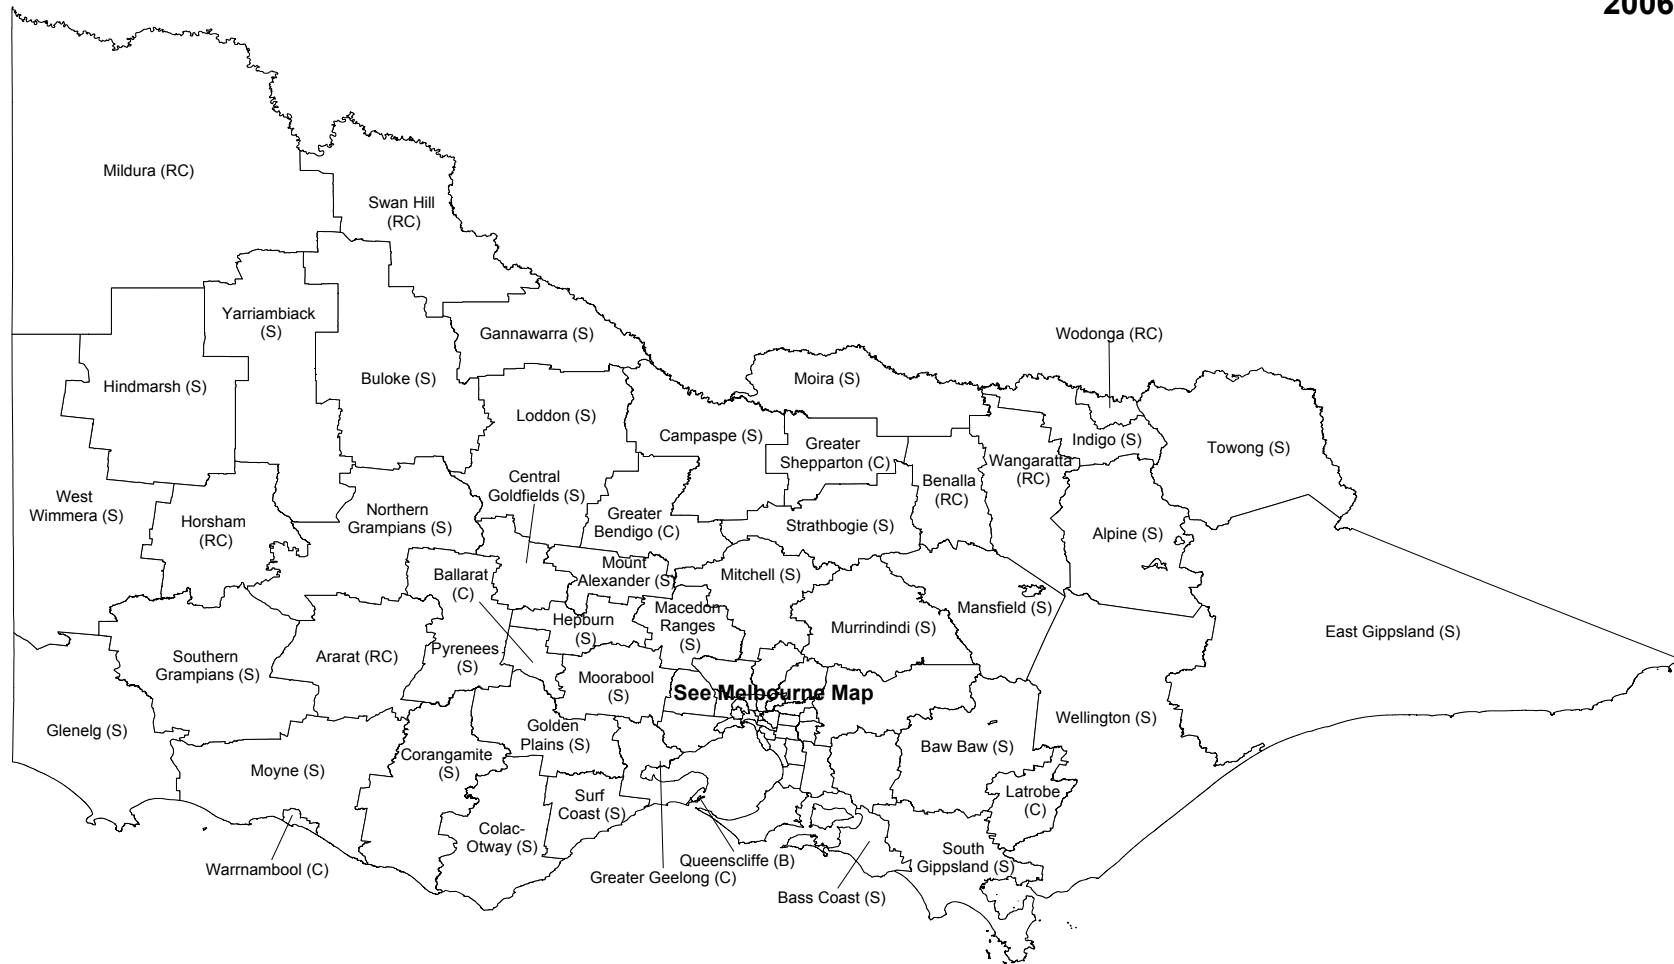 2006
Mildura (RC)
Swan Hill
(RC)
Yarriambiack
(S)
Gannawarra (S)
Wodonga (RC)
Hindmarsh (S)
Buloke (S)
Moira (S)
Loddon (S)
Campaspe (S)
Greater
Shepparton (C)
Indigo (S)
Towong (S)
Wangaratta
(RC)
Benalla
(RC)
Central
Goldfields (S)
West
Wimmera (S)
Horsham
(RC)
Northern
Grampians (S)
Greater
Bendigo (C)
Strathbogie (S)
Alpine (S)
Ballarat
(C)
Mount
Alexander (S)
Mitchell (S)
Mansfield (S)
Macedon
Ranges
(S)
Hepburn
(S)
Murrindindi (S)
East Gippsland (S)
Southern
Grampians (S)
Ararat (RC)
Pyrenees
(S)
Moorabool
(S)
See Melbourne Map
Glenelg (S)
Golden
Plains (S)
Wellington (S)
Baw Baw (S)
Moyne (S)
Corangamite
(S)
Latrobe
(C)
Surf
Coast (S)
Colac-
Otway (S)
South
Gippsland (S)
Warrnambool (C)
Queenscliffe (B)
Greater Geelong (C)
Bass Coast (S)